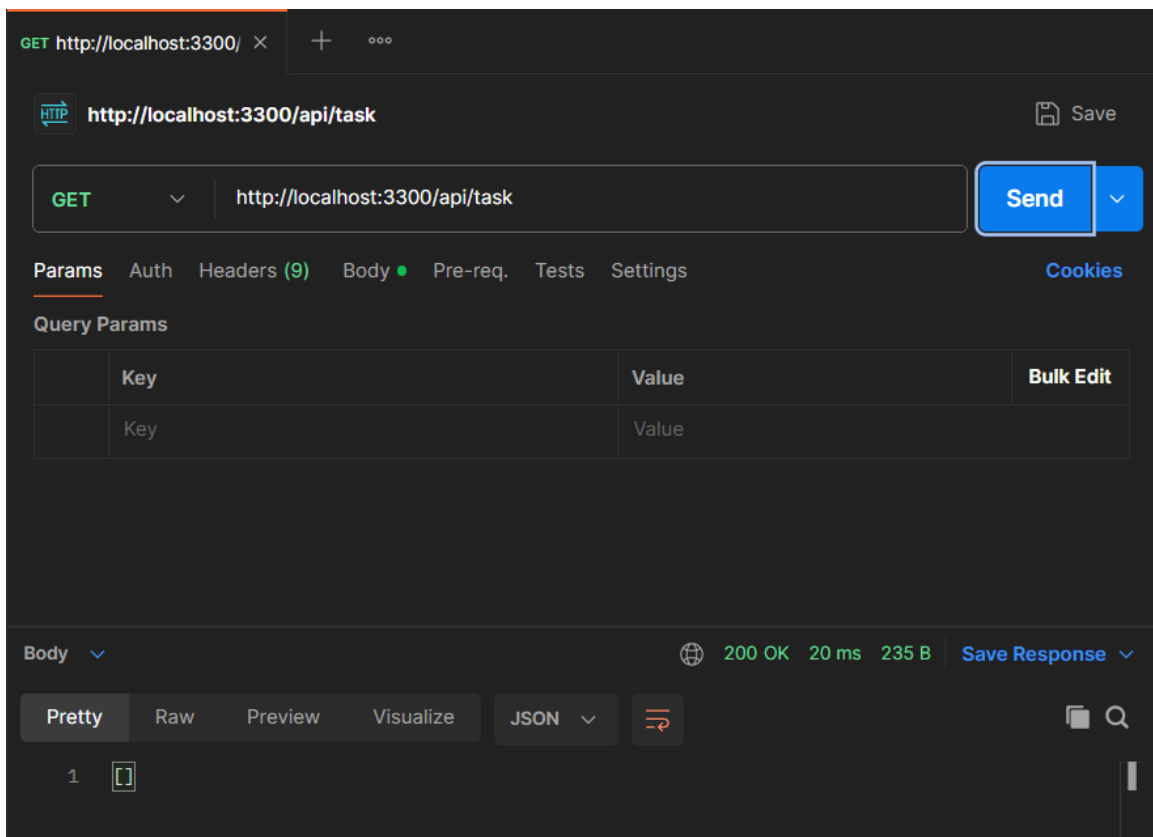 GET http://localhost:3300/
HTTP http://localhost:3300/api/task Save
GET http://localhost:3300/api/task Send
Params Auth Headers (9) Body Pre-req. Tests Settings Cookies
Query Params
Key Value Bulk Edit
Key Value
Body 200 OK 20 ms 235 B Save Response
Pretty Raw Preview Visualize JSON
1 []